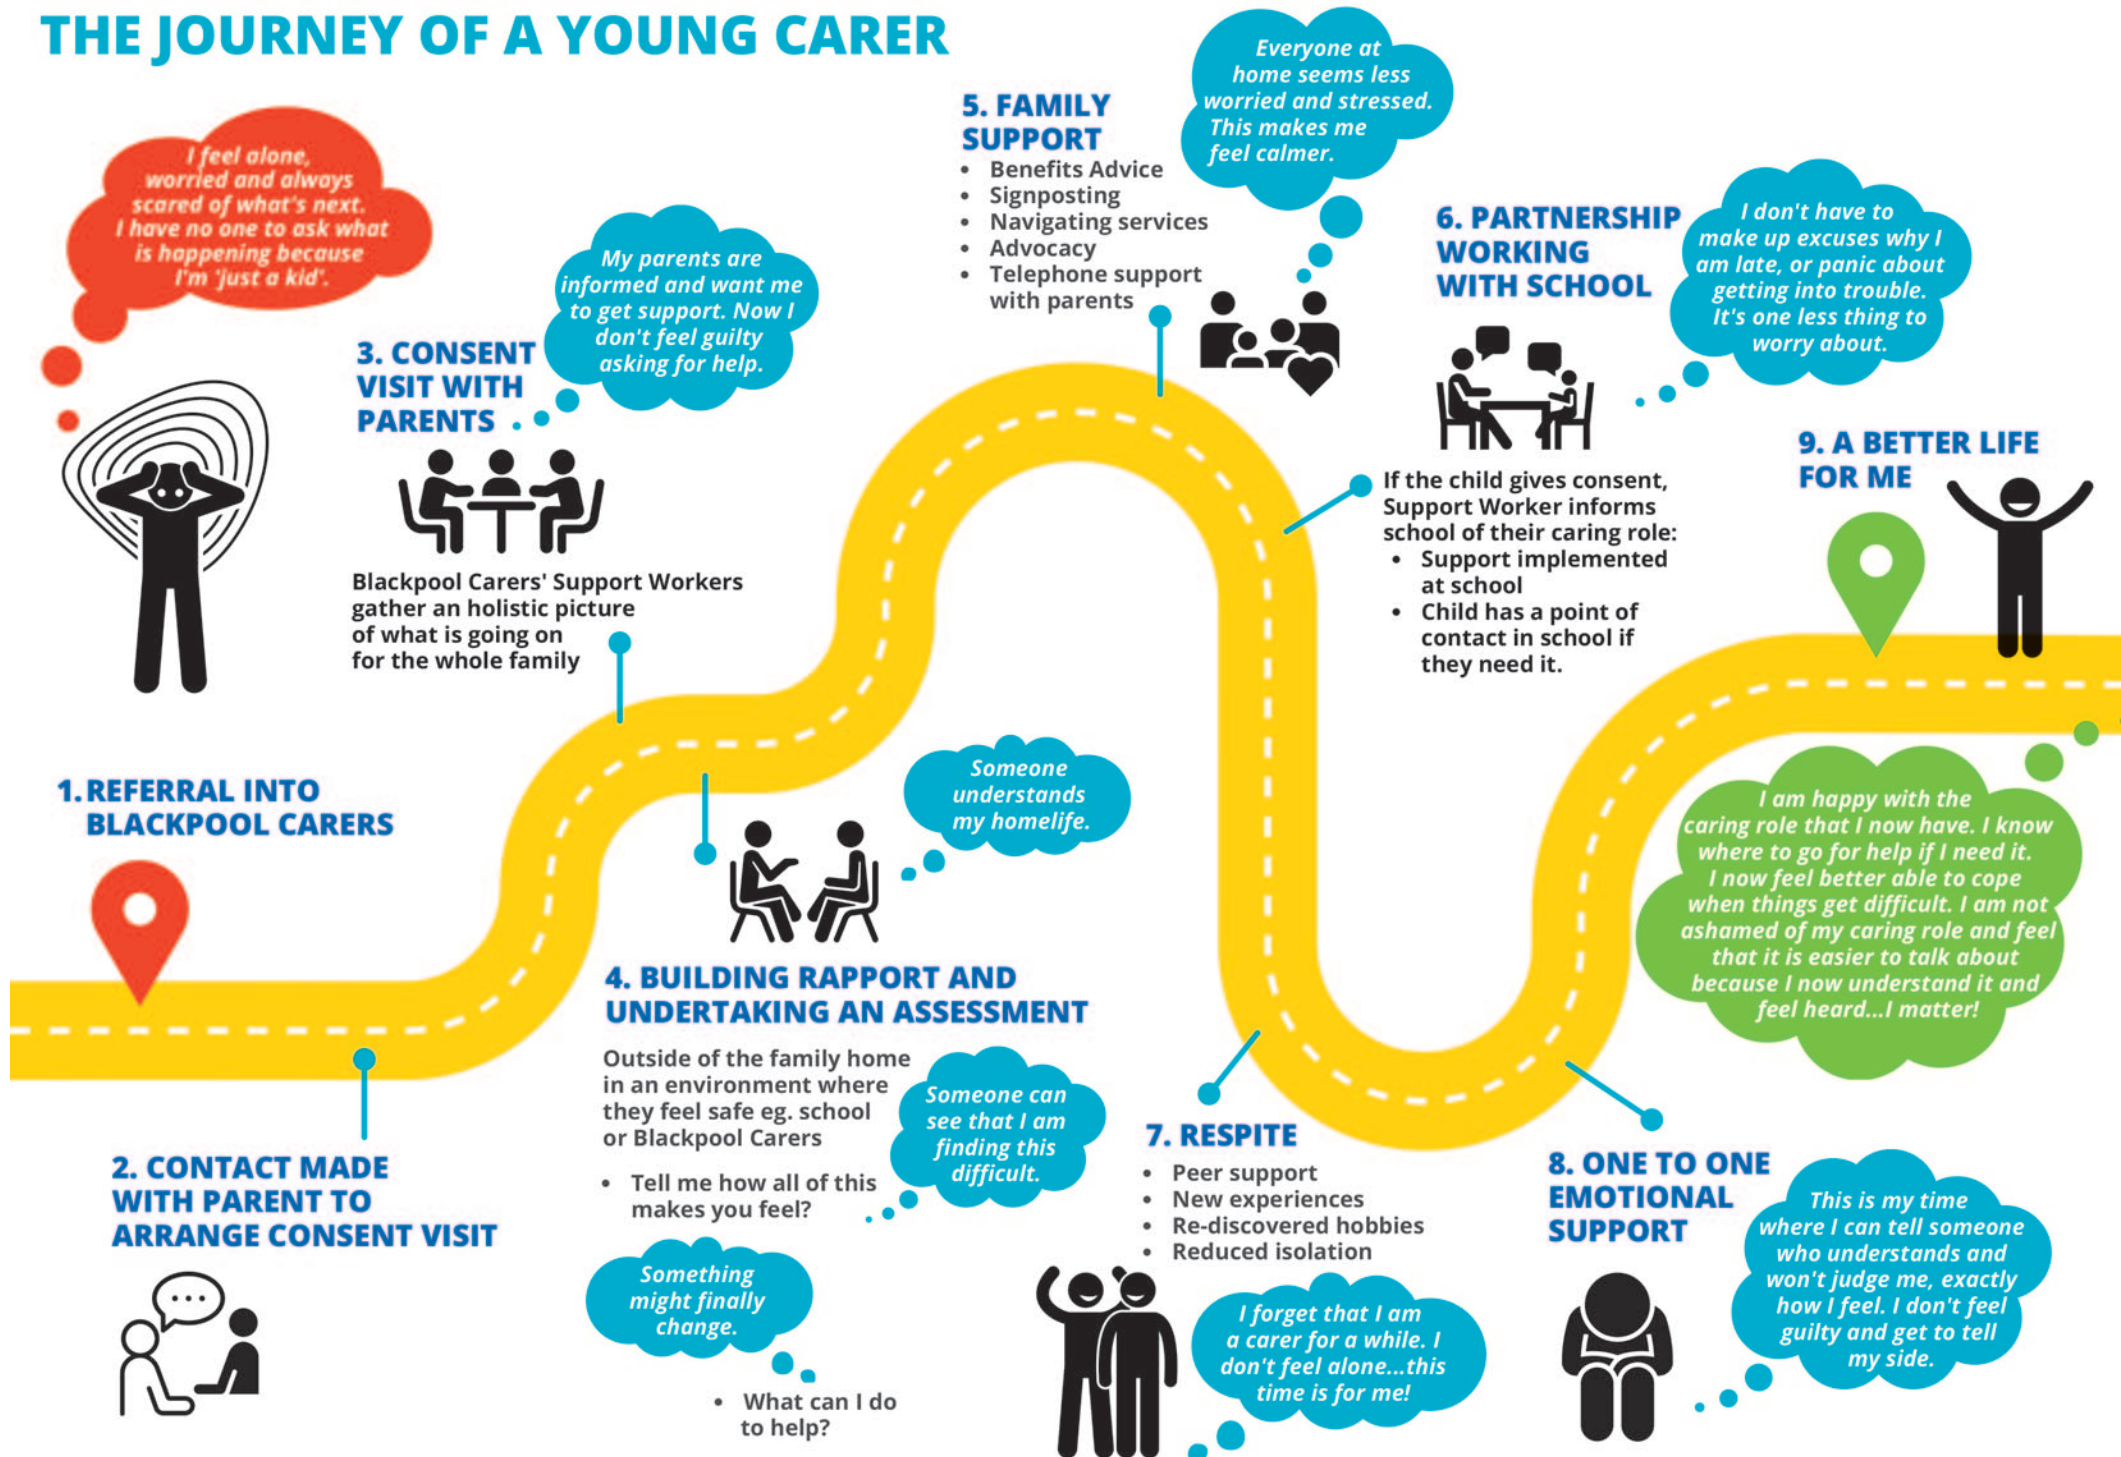 THE JOURNEY OF A YOUNG CARER
I feel alone,
worried and always
scared of what's next.
I have no one to ask what
is happening because
I'm 'just a kid'.
1. REFERRAL INTO
BLACKPOOL CARERS
2. CONTACT MADE
WITH PARENT TO
ARRANGE CONSENT VISIT
3. CONSENT
VISIT WITH
PARENTS
My parents are
informed and want me
to get support. Now I
don't feel guilty
asking for help.
Blackpool Carers' Support Workers
gather an holistic picture
of what is going on
for the whole family
Someone
understands
my homelife.
4. BUILDING RAPPORT AND
UNDERTAKING AN ASSESSMENT
Outside of the family home
in an environment where
they feel safe eg. school
or Blackpool Carers
• Tell me how all of this
makes you feel?
Someone can
see that I am
finding this
difficult.
Something
might finally
change.
• What can I do
to help?
5. FAMILY
SUPPORT
• Benefits Advice
• Signposting
• Navigating services
• Advocacy
• Telephone support
with parents
Everyone at
home seems less
worried and stressed.
This makes me
feel calmer.
6. PARTNERSHIP
WORKING
WITH SCHOOL
I don't have to
make up excuses why I
am late, or panic about
getting into trouble.
It's one less thing to
worry about.
If the child gives consent,
Support Worker informs
school of their caring role:
• Support implemented
at school
• Child has a point of
contact in school if
they need it.
7. RESPITE
• Peer support
• New experiences
• Re-discovered hobbies
• Reduced isolation
I forget that I am
a carer for a while. I
don't feel alone...this
time is for me!
8. ONE TO ONE
EMOTIONAL
SUPPORT
This is my time
where I can tell someone
who understands and
won't judge me, exactly
how I feel. I don't feel
guilty and get to tell
my side.
9. A BETTER LIFE
FOR ME
I am happy with the
caring role that I now have. I know
where to go for help if I need it.
I now feel better able to cope
when things get difficult. I am not
ashamed of my caring role and feel
that it is easier to talk about
because I now understand it and
feel heard...I matter!